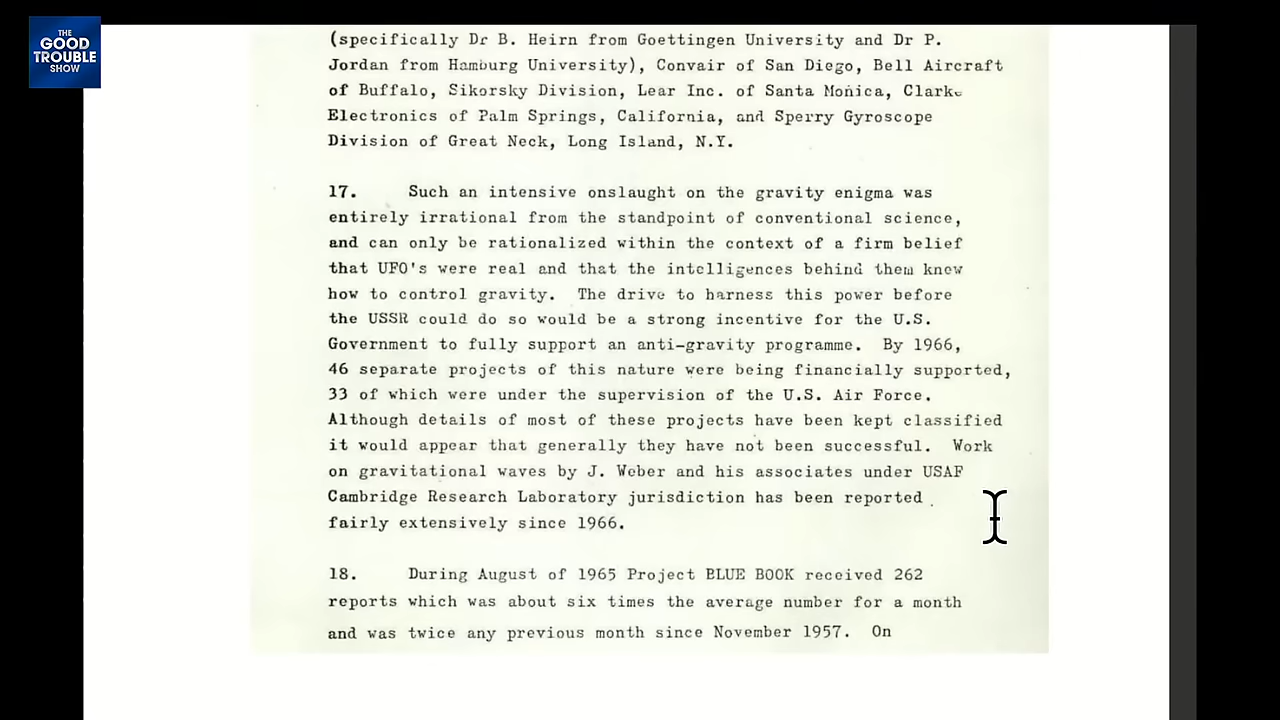 THE
GOOD
TROUBLE
SHOW
(specifically Dr B. Heirn from Goettingen University and Dr P.
Jordan from Hamburg University), Convair of San Diego, Bell Aircraft
of Buffalo, Sikorsky Division, Lear Inc. of Santa Monica, Clarke
Electronics of Palm Springs, California, and Sperry Gyroscope
Division of Great Neck, Long Island, N.Y.
17. Such an intensive onslaught on the gravity enigma was
entirely irrational from the standpoint of conventional science,
and can only be rationalized within the context of a firm belief
that UFO's were real and that the intelligences behind them knew
how to control gravity. The drive to harness this power before
the USSR could do so would be a strong incentive for the U.S.
Government to fully support an anti-gravity programme. By 1966,
46 separate projects of this nature were being financially supported,
33 of which were under the supervision of the U.S. Air Force.
Although details of most of these projects have been kept classified
it would appear that generally they have not been successful. Work
on gravitational waves by J. Weber and his associates under USAF
Cambridge Research Laboratory jurisdiction has been reported
fairly extensively since 1966.
18. During August of 1965 Project BLUE BOOK received 262
reports which was about six times the average number for a month
and was twice any previous month since November 1957. On